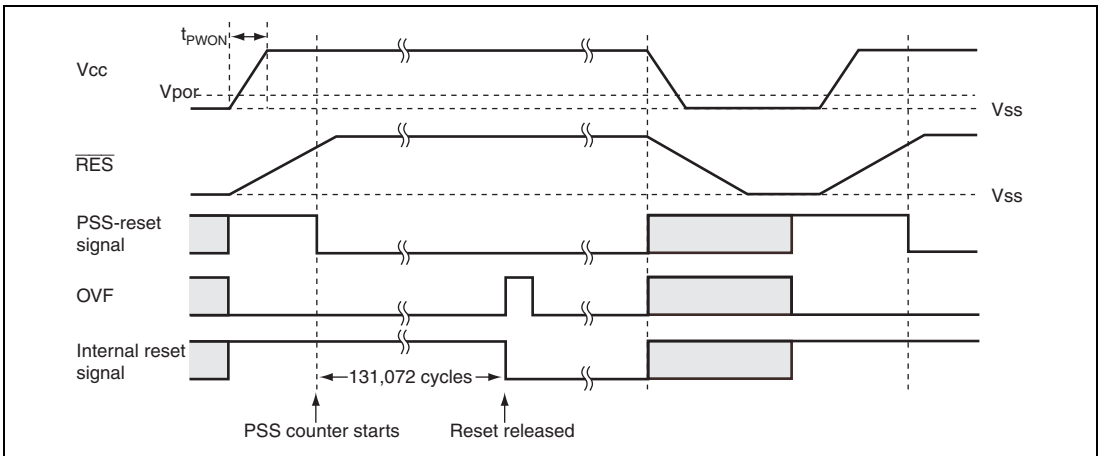 tPWON
Vcc
Vpor
Vss
RES
Vss
PSS-reset
signal
OVF
Internal reset
signal
131,072 cycles
PSS counter starts
Reset released